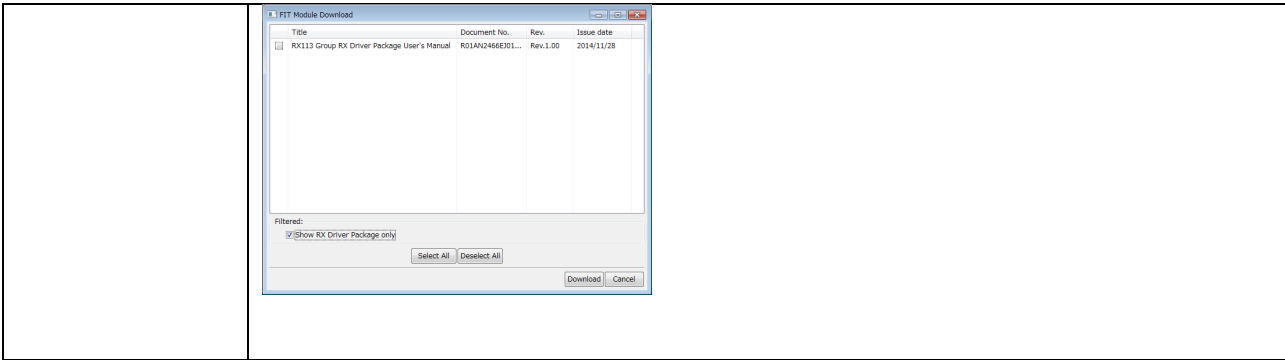 FIT Module Download
Title Document No. Rev. Issue date
RX113 Group RX Driver Package User's Manual R01AN2466EJ01... Rev.1.00 2014/11/28
Filtered:
Show RX Driver Package only
Select All Deselect All
Download Cancel